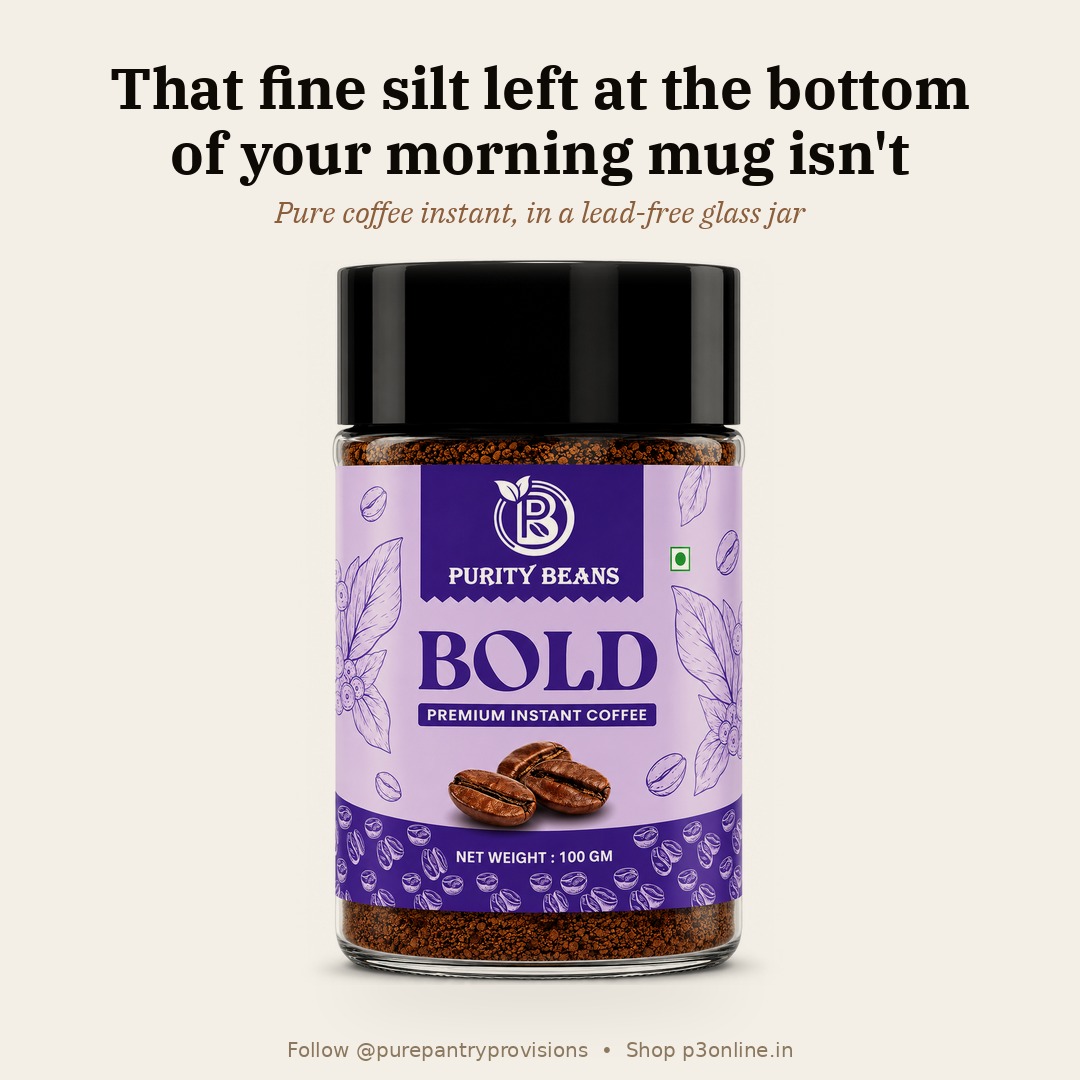 That fine silt left at the bottom
of your morning mug isn't
Pure coffee instant, in a lead-free glass jar
PURITY BEANS
BOLD
PREMIUM INSTANT COFFEE
NET WEIGHT : 100 GM
Follow @purepantryprovisions • Shop p3online.in